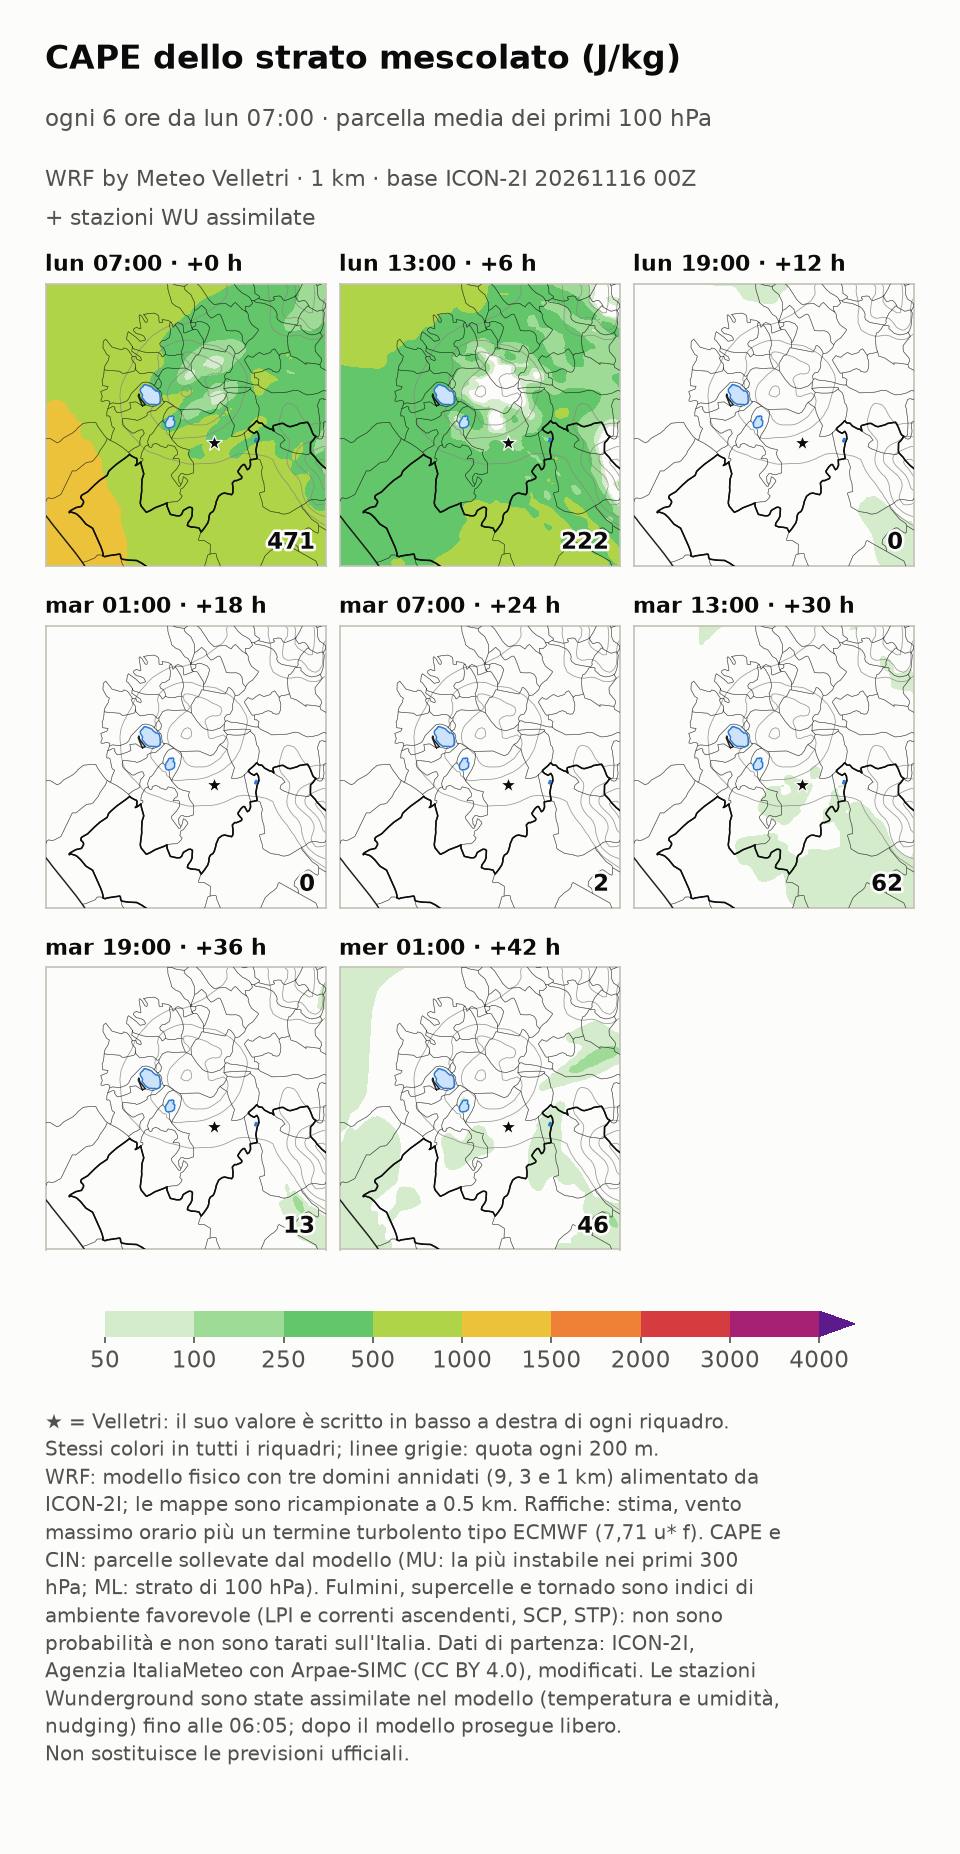 CAPE dello strato mescolato (J/kg)
ogni 6 ore da lun 07:00 · parcella media dei primi 100 hPa
WRF by Meteo Velletri · 1 km · base ICON-2I 20261116 00Z
+ stazioni WU assimilate
lun 07:00 · +0 h
lun 13:00 · +6 h
lun 19:00 · +12 h
471
222
0
mar 01:00 · +18 h
mar 07:00 · +24 h
mar 13:00 · +30 h
0
2
62
mar 19:00 · +36 h
mer 01:00 · +42 h
13
46
50 100 250 500 1000 1500 2000 3000 4000
★ = Velletri: il suo valore è scritto in basso a destra di ogni riquadro.
Stessi colori in tutti i riquadri; linee grigie: quota ogni 200 m.
WRF: modello fisico con tre domini annidati (9, 3 e 1 km) alimentato da
ICON-2I; le mappe sono ricampionate a 0.5 km. Raffiche: stima, vento
massimo orario più un termine turbolento tipo ECMWF (7,71 u* f). CAPE e
CIN: parcelle sollevate dal modello (MU: la più instabile nei primi 300
hPa; ML: strato di 100 hPa). Fulmini, supercelle e tornado sono indici di
ambiente favorevole (LPI e correnti ascendenti, SCP, STP): non sono
probabilità e non sono tarati sull'Italia. Dati di partenza: ICON-2I,
Agenzia ItaliaMeteo con Arpae-SIMC (CC BY 4.0), modificati. Le stazioni
Wunderground sono state assimilate nel modello (temperatura e umidità,
nudging) fino alle 06:05; dopo il modello prosegue libero.
Non sostituisce le previsioni ufficiali.